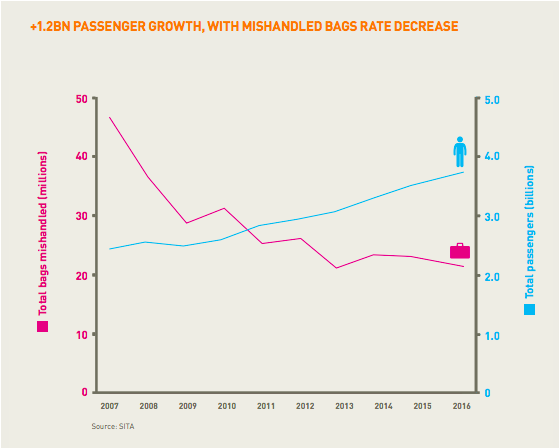 +1.2BN PASSENGER GROWTH, WITH MISHANDLED BAGS RATE DECREASE
Total bags mishandled (millions)
50
40
30
20
10
0
5.0
4.0
3.0
2.0
1.0
0
Total passengers (billions)
2007 2008 2009 2010 2011 2012 2013 2014 2015 2016
Source: SITA